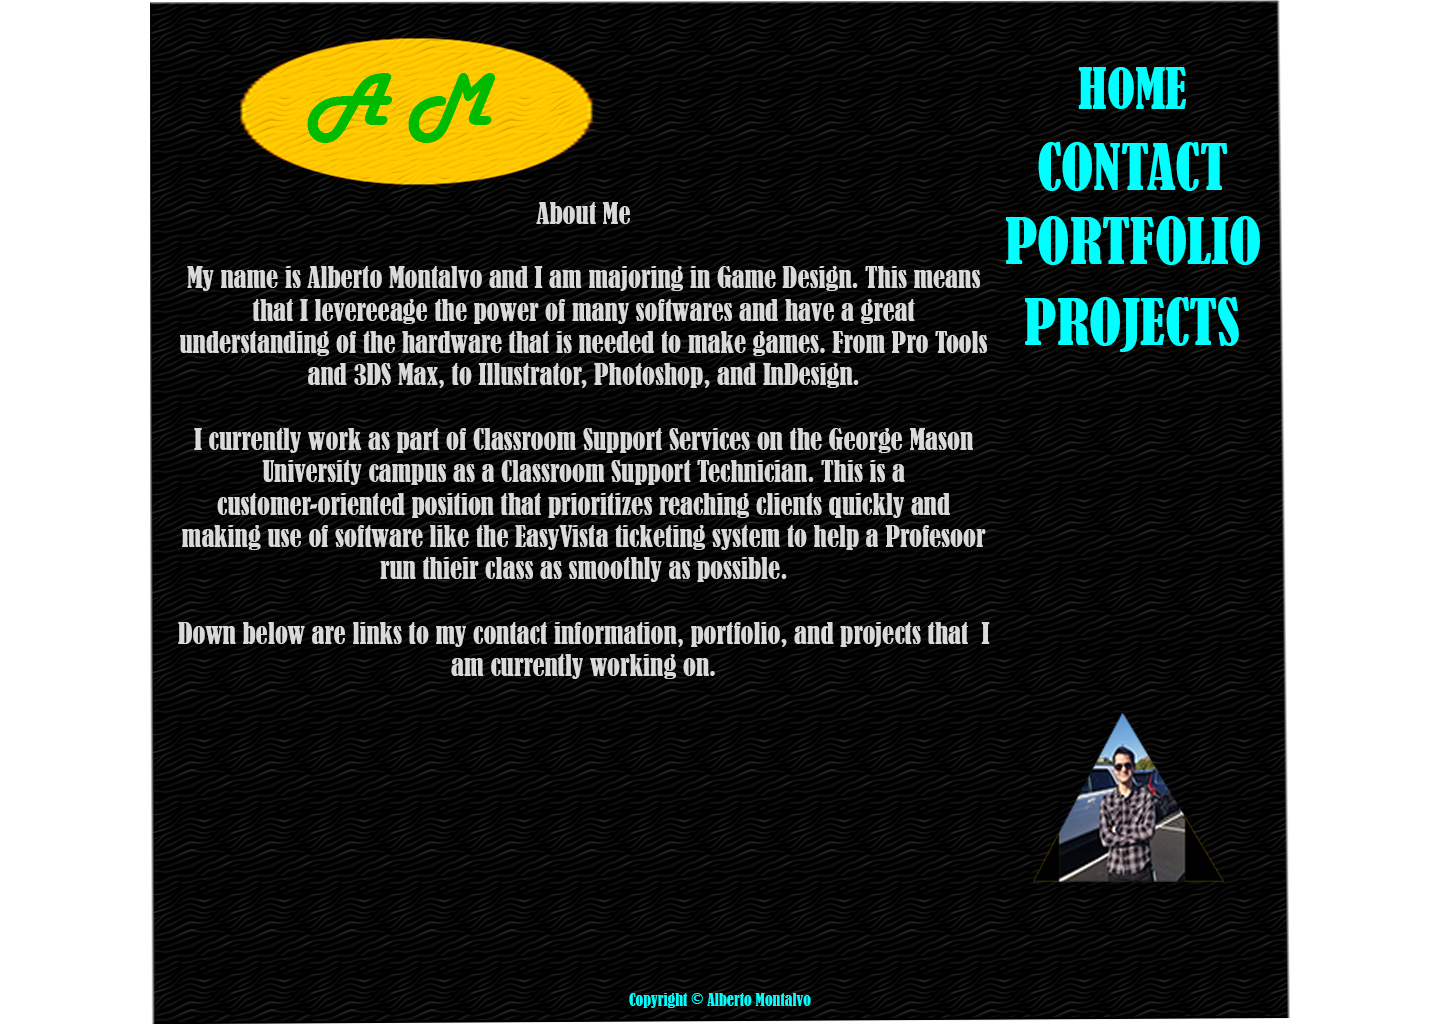 A M
HOME
CONTACT
PORTFOLIO
PROJECTS
About Me
My name is Alberto Montalvo and I am majoring in Game Design. This means
that I levereeage the power of many softwares and have a great
understanding of the hardware that is needed to make games. From Pro Tools
and 3DS Max, to Illustrator, Photoshop, and InDesign.
I currently work as part of Classroom Support Services on the George Mason
University campus as a Classroom Support Technician. This is a
customer-oriented position that prioritizes reaching clients quickly and
making use of software like the EasyVista ticketing system to help a Profesoor
run thieir class as smoothly as possible.
Down below are links to my contact information, portfolio, and projects that  I
am currently working on.
Copyright © Alberto Montalvo